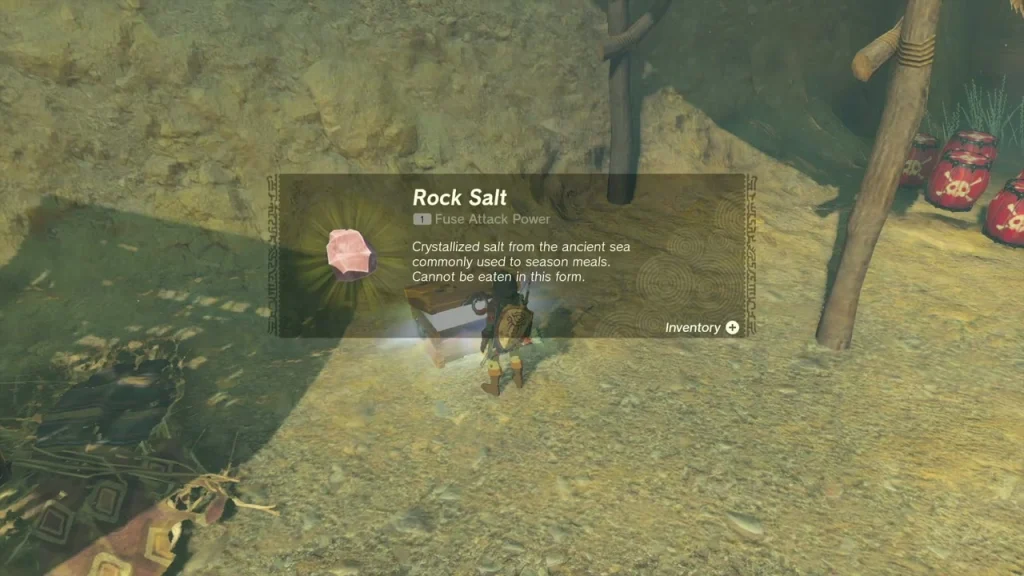 Rock Salt
1 Fuse Attack Power
Crystallized salt from the ancient sea
commonly used to season meals.
Cannot be eaten in this form.
Inventory +